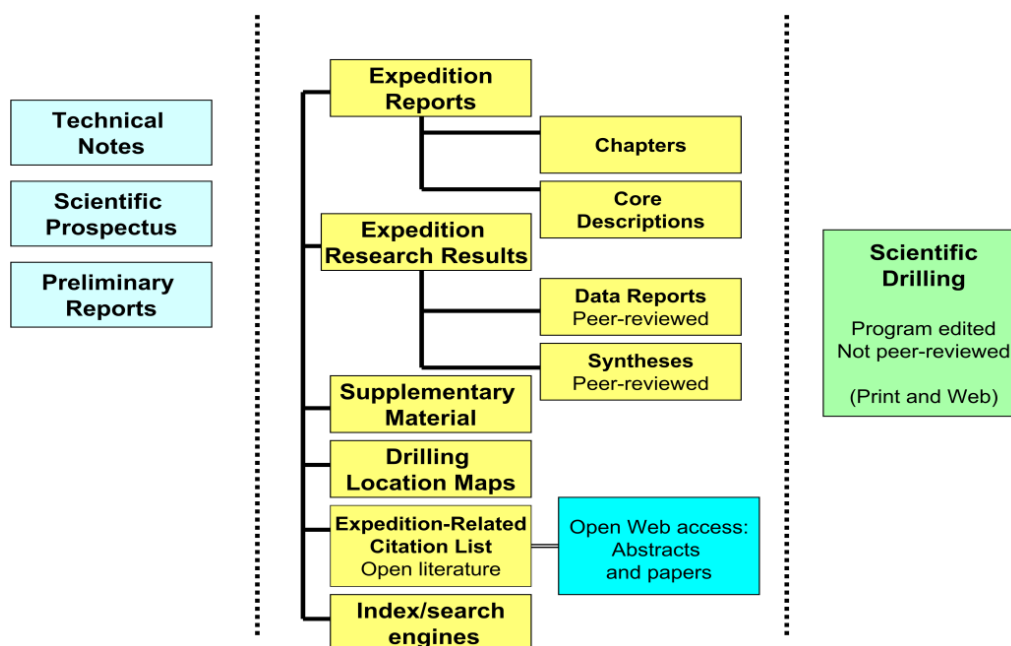 Technical
Notes
Scientific
Prospectus
Preliminary
Reports
Expedition
Reports
Chapters
Core
Descriptions
Expedition
Research Results
Data Reports
Peer-reviewed
Syntheses
Peer-reviewed
Supplementary
Material
Drilling
Location Maps
Expedition-Related
Citation List
Open literature
Open Web access:
Abstracts
and papers
Index/search
engines
Scientific
Drilling
Program edited
Not peer-reviewed
(Print and Web)